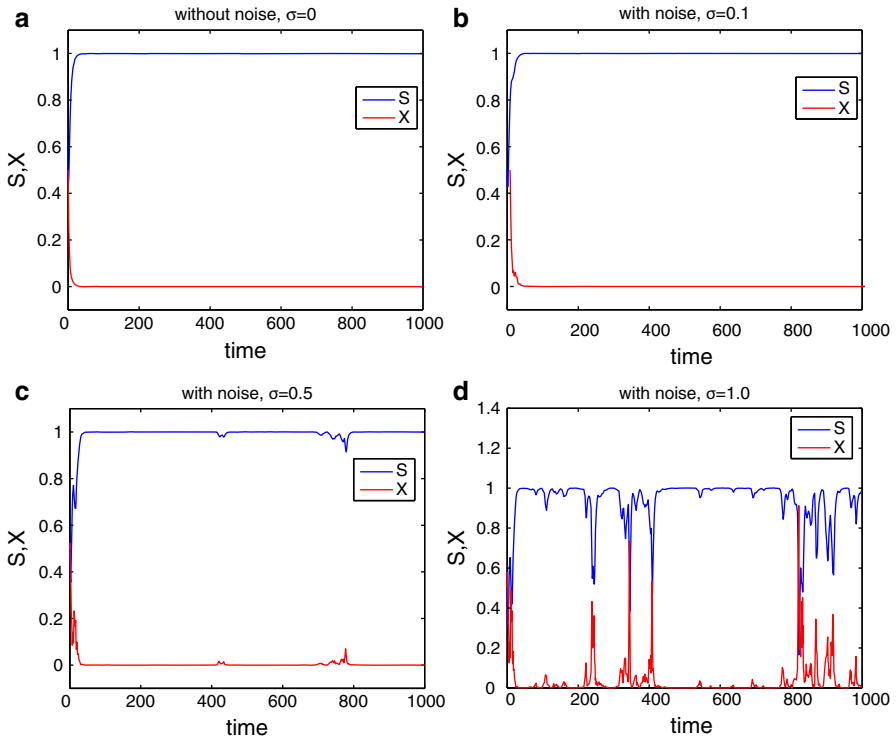 a
without noise, σ=0
1
0.8
0.6
0.4
0.2
0
S,X
S
X
0 200 400 600 800 1000
time
b
with noise, σ=0.1
1
0.8
0.6
0.4
0.2
0
S,X
S
X
0 200 400 600 800 1000
time
c
with noise, σ=0.5
1
0.8
0.6
0.4
0.2
0
S,X
S
X
0 200 400 600 800 1000
time
d
with noise, σ=1.0
1.4
1.2
1
0.8
0.6
0.4
0.2
0
S,X
S
X
0 200 400 600 800 1000
time